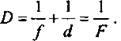 D = 1/f + 1/d = 1/F.